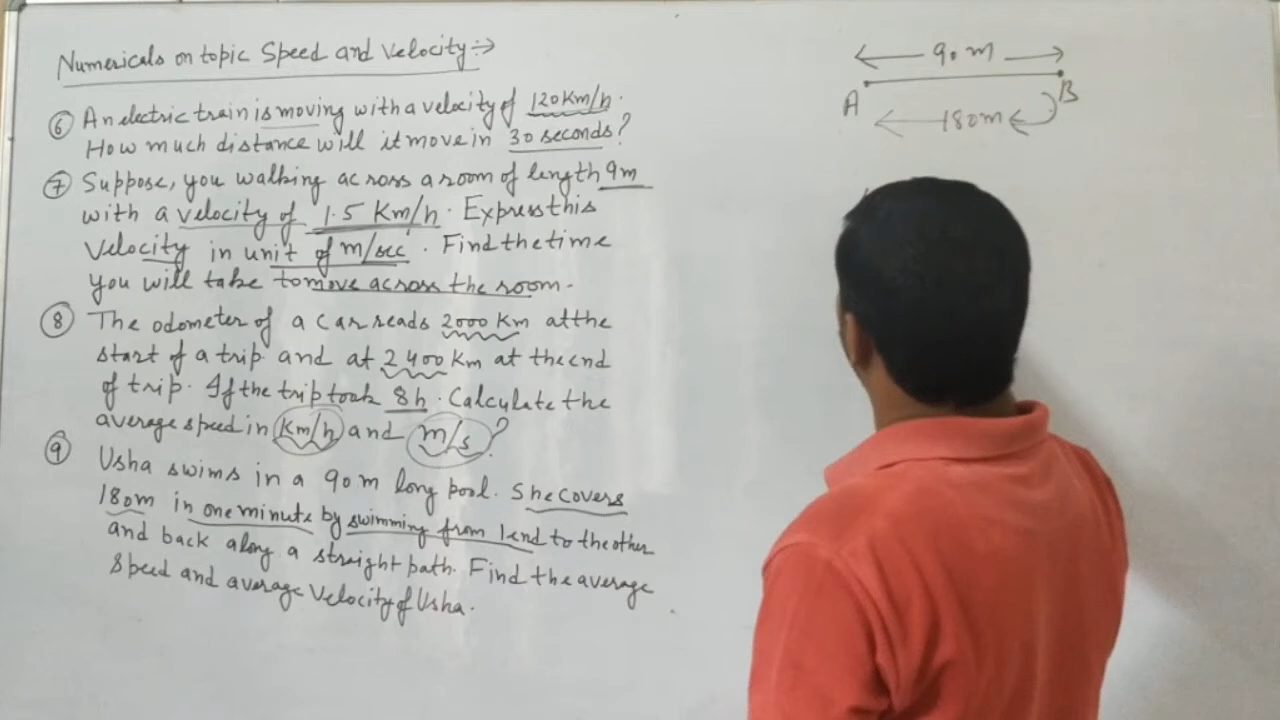 Numericals on topic Speed and Velocity :→
⑥ An electric train is moving with a velocity of 120 Km/h.
How much distance will it move in 30 seconds?
⑦ Suppose, you walking across a room of length 9m
with a velocity of 1.5 Km/h. Express this
velocity in unit of m/sec. Find the time
you will take to move across the room.
⑧ The odometer of a car reads 2000 Km at the
start of a trip and at 2400 Km at the end
of trip. If the trip took 8h. Calculate the
average speed in Km/h and m/s?
⑨ Usha swims in a 90m long pool. She covers
180m in one minute by swimming from 1 end to the other
and back along a straight path. Find the average
speed and average velocity of Usha.
90 m
A
B
180m